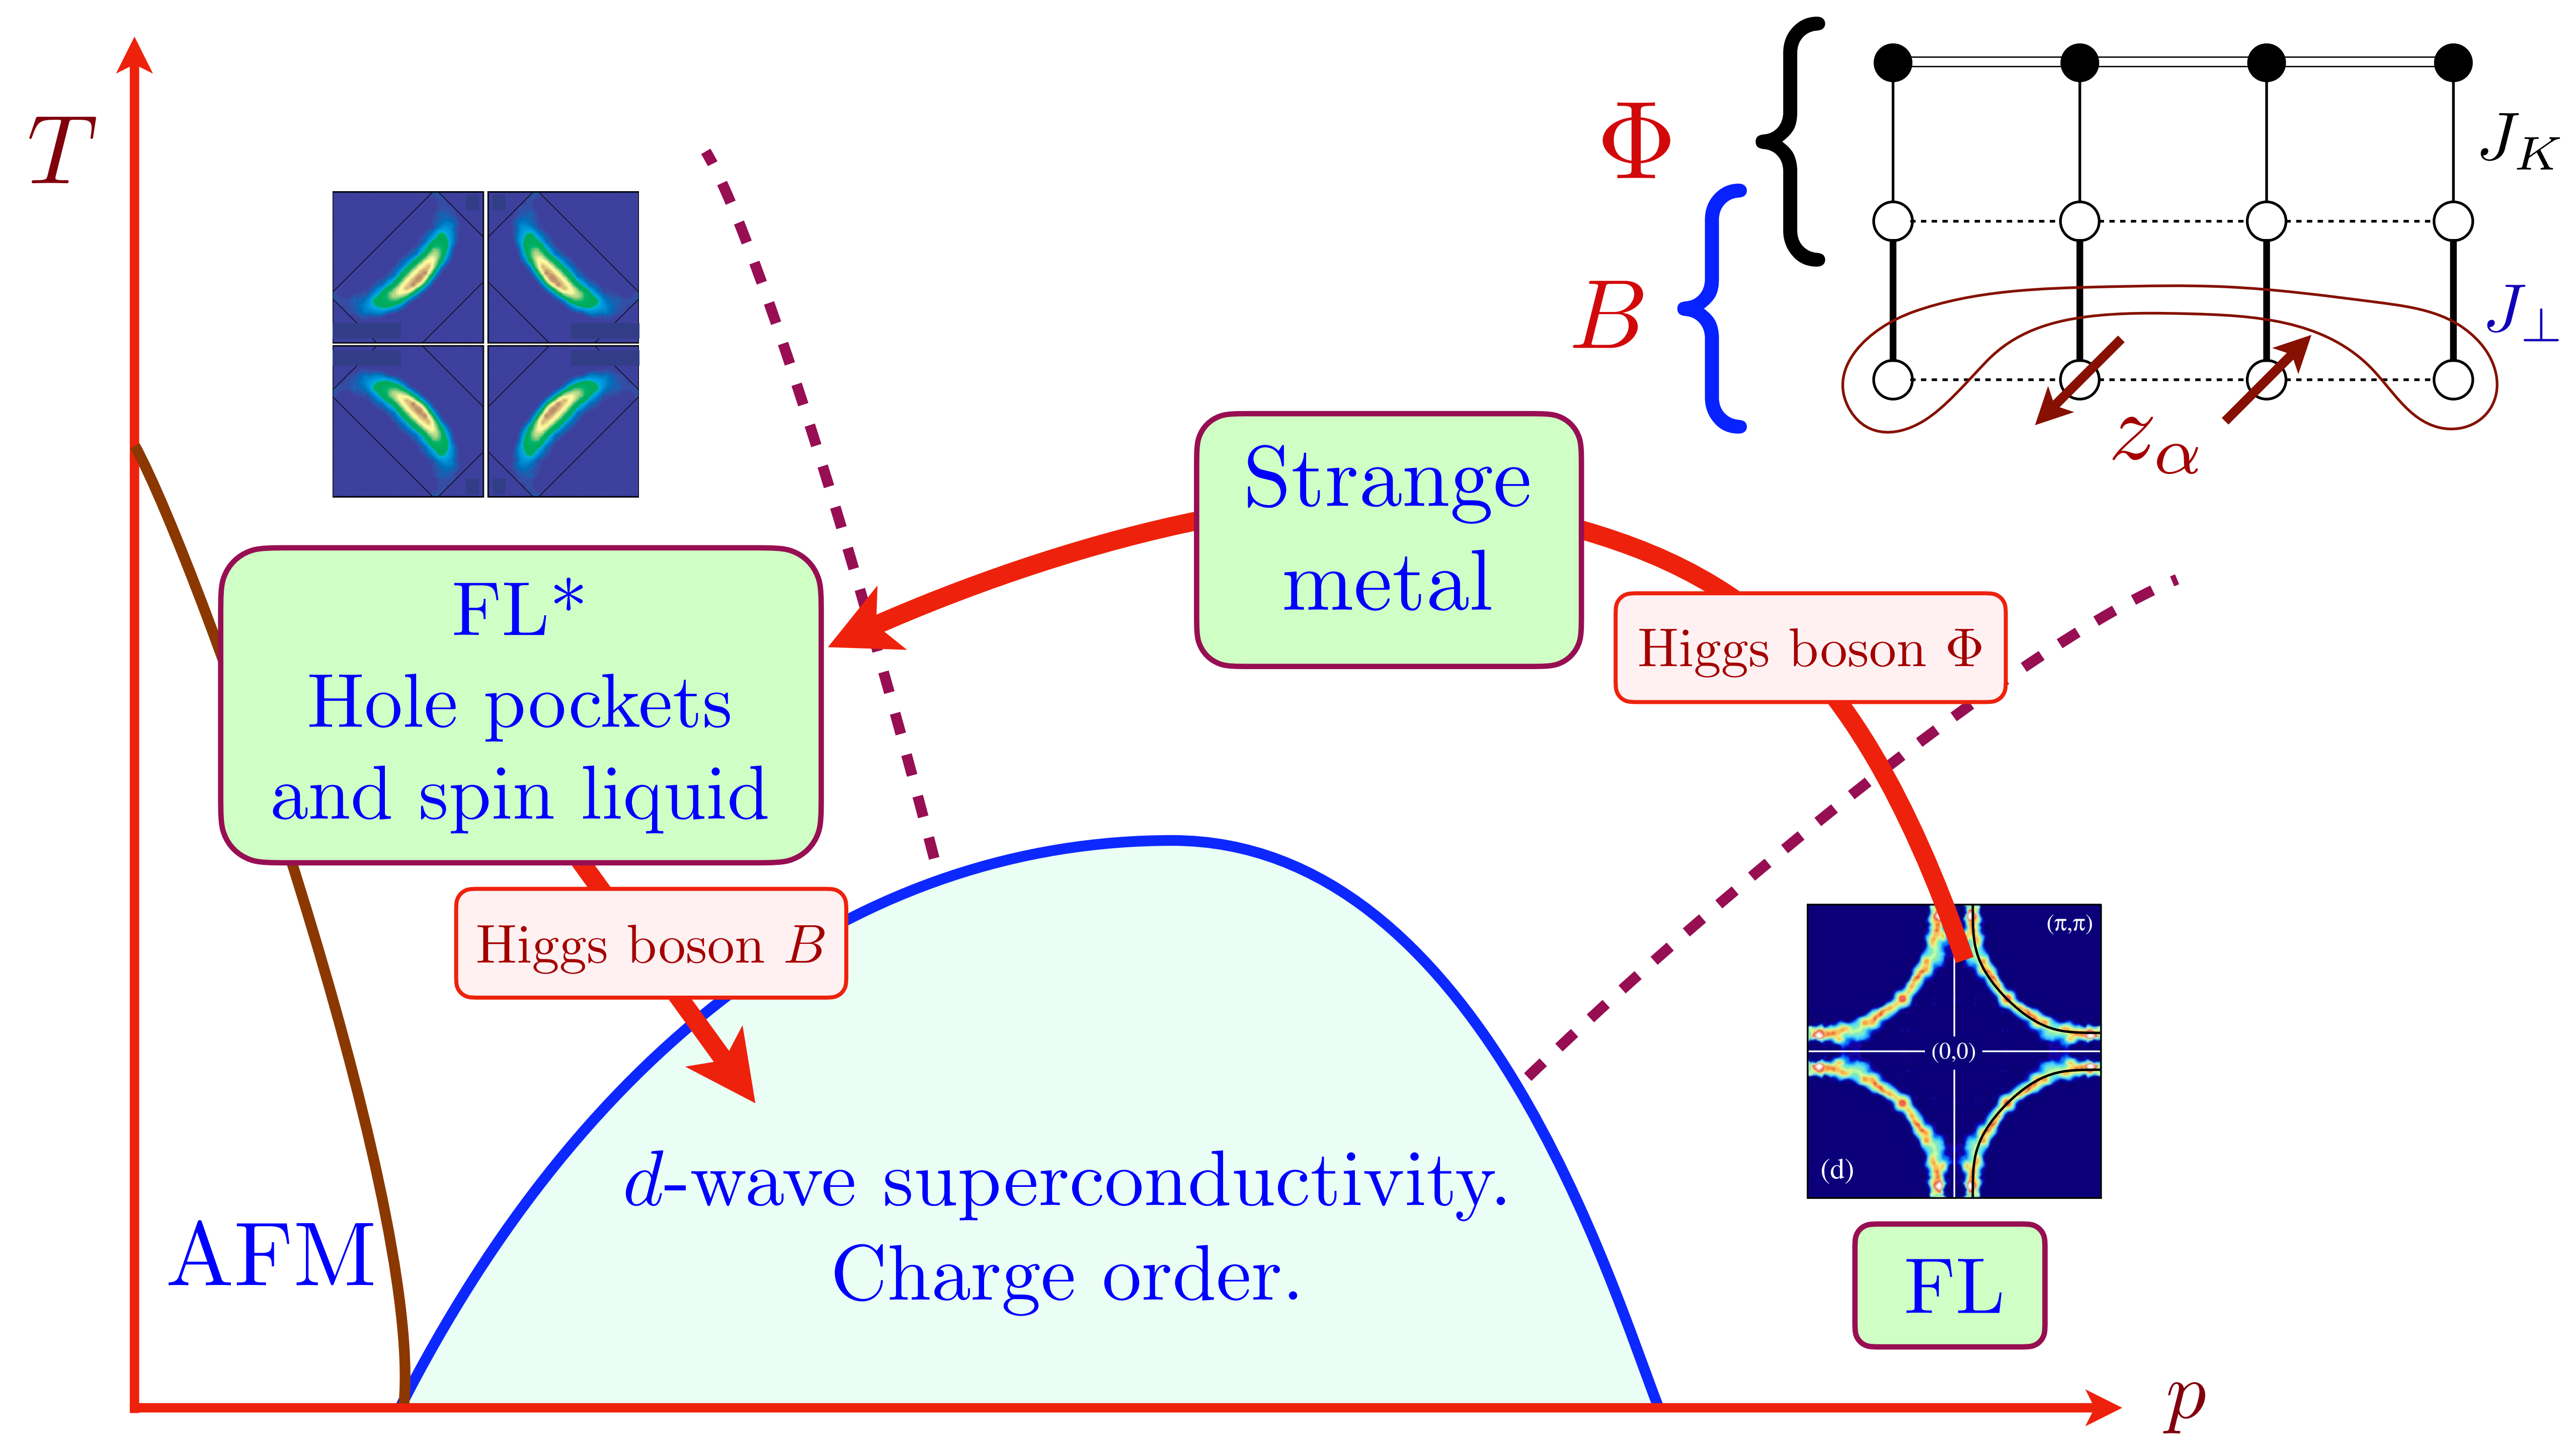 T
Φ
J_K
B
J_⊥
z_α
Strange
metal
FL*
Hole pockets
and spin liquid
Higgs boson Φ
Higgs boson B
(π,π)
(0,0)
(d)
d-wave superconductivity.
Charge order.
AFM
FL
p